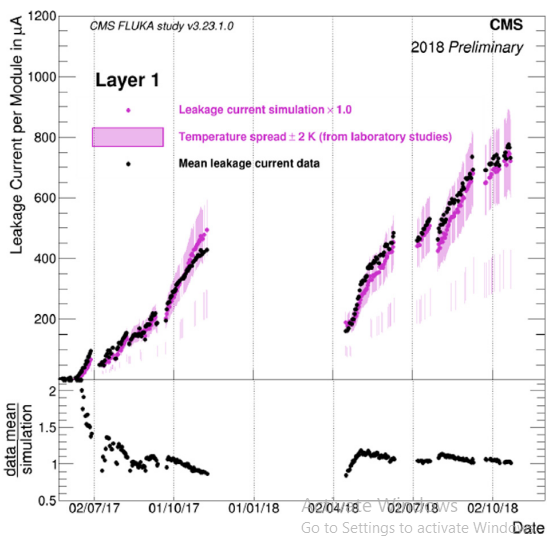 1200
CMS FLUKA study v3.23.1.0
CMS
2018 Preliminary
1000
Layer 1
Leakage current simulation × 1.0
800
Temperature spread ± 2 K (from laboratory studies)
Mean leakage current data
600
400
200
Leakage Current per Module in μA
2
1.5
1
0.5
data mean
simulation
02/07/17
01/10/17
01/01/18
02/04/18
02/07/18
02/10/18
Date
Activate Windows
Go to Settings to activate Windows.